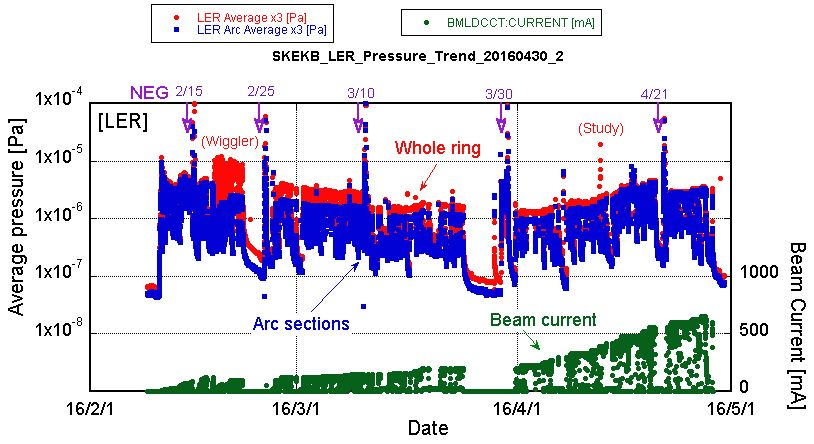 LER Average x3 [Pa]
LER Arc Average x3 [Pa]
BMLDCCT:CURRENT [mA]
SKEKB_LER_Pressure_Trend_20160430_2
NEG 2/15 2/25 3/10 3/30 4/21
1x10-4
[LER]
(Wiggler)
(Study)
Whole ring
1x10-5
1x10-6
1x10-7
1x10-8
Average pressure [Pa]
Arc sections
Beam current
1000
500
0
Beam Current [mA]
16/2/1 16/3/1 16/4/1 16/5/1
Date